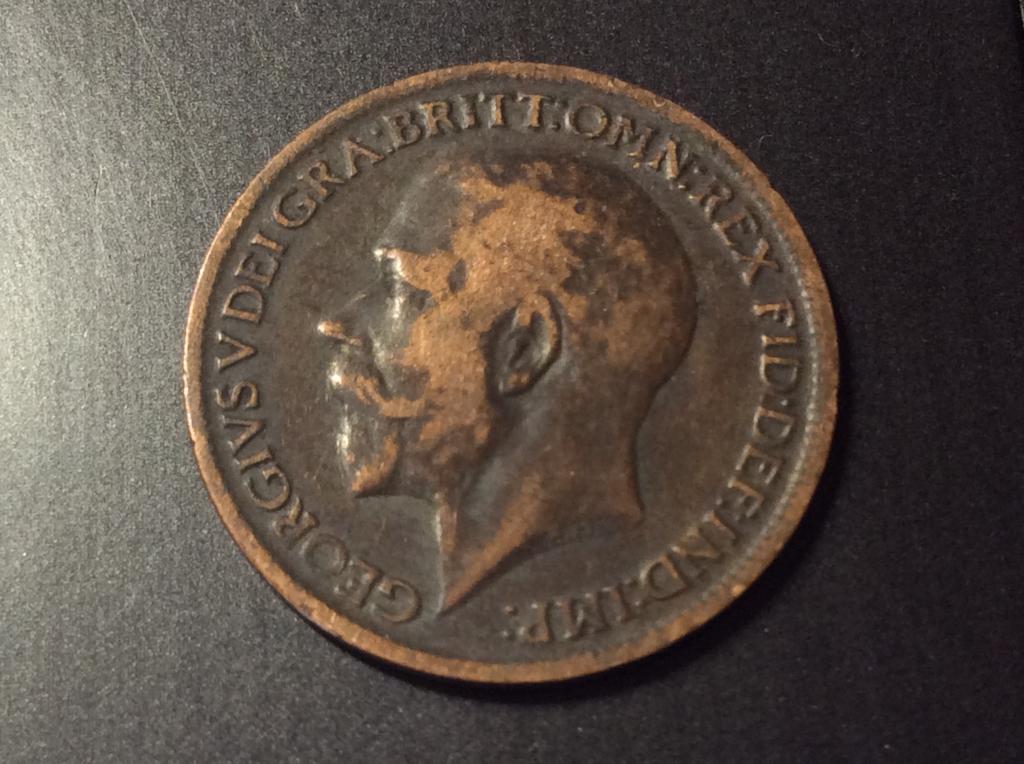 GEORGIVS V DEI GRA: BRITT: OMN: REX FID: DEF: IND: IMP: